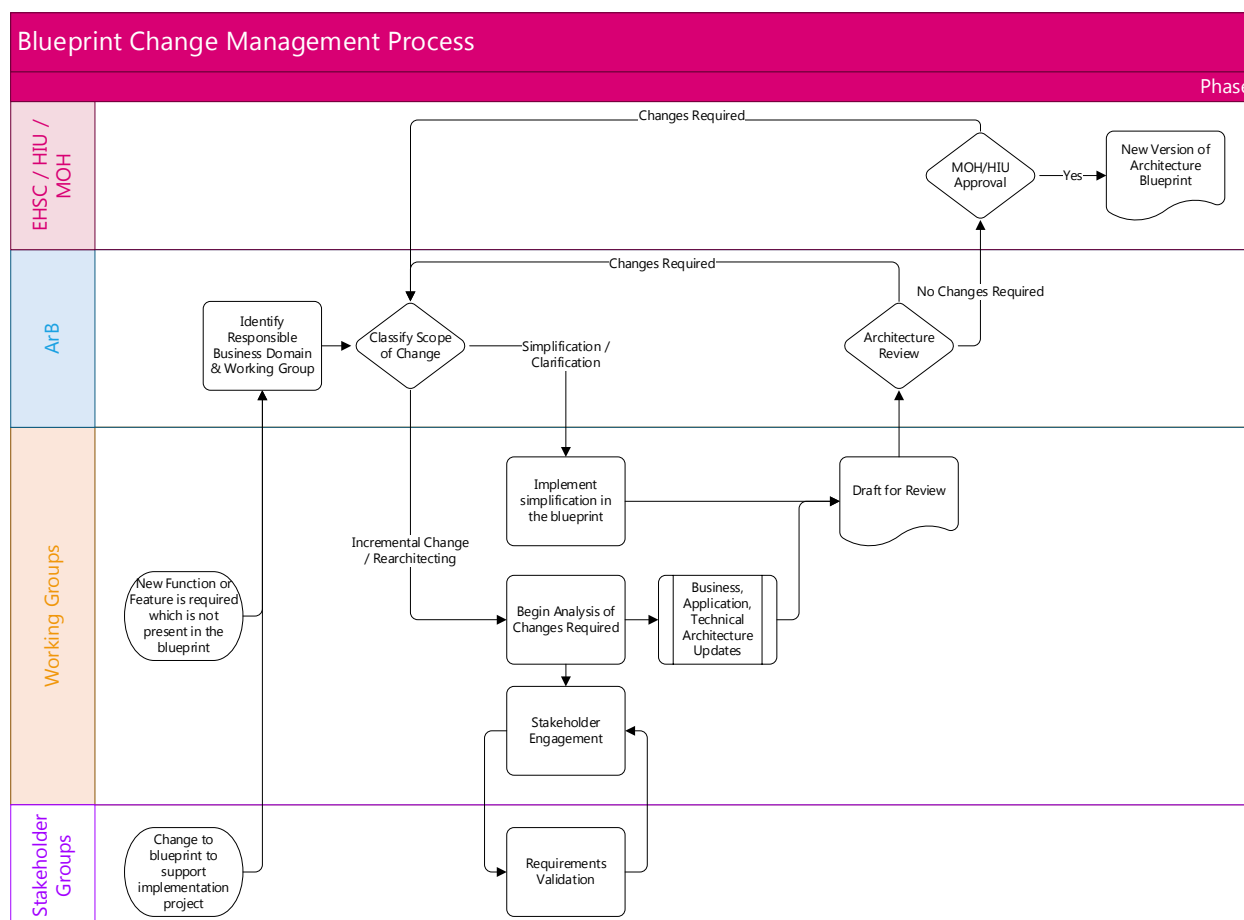 Blueprint Change Management Process
Phase
EHSC / HIU /
MOH
Changes Required
MOH/HIU
Approval
Yes
New Version of
Architecture
Blueprint
ArB
Identify
Responsible
Business Domain
& Working Group
Classify Scope
of Change
Changes Required
Simplification /
Clarification
Architecture
Review
No Changes Required
Working Groups
New Function or
Feature is required
which is not
present in the
blueprint
Incremental Change
/ Rearchitecting
Implement
simplification in
the blueprint
Draft for Review
Begin Analysis of
Changes Required
Business,
Application,
Technical
Architecture
Updates
Stakeholder
Engagement
Stakeholder
Groups
Change to
blueprint to
support
implementation
project
Requirements
Validation